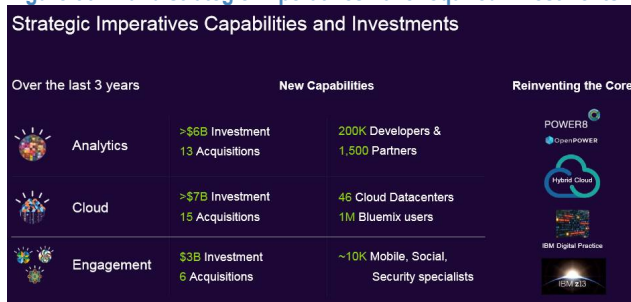 Strategic Imperatives Capabilities and Investments
Over the last 3 years
New Capabilities
Reinventing the Core
Analytics
>$6B Investment
13 Acquisitions
200K Developers &
1,500 Partners
Cloud
>$7B Investment
15 Acquisitions
46 Cloud Datacenters
1M Bluemix users
Engagement
$3B Investment
6 Acquisitions
~10K Mobile, Social,
Security specialists
POWER8
OpenPOWER
Hybrid Cloud
IBM Digital Practice
IBM z13